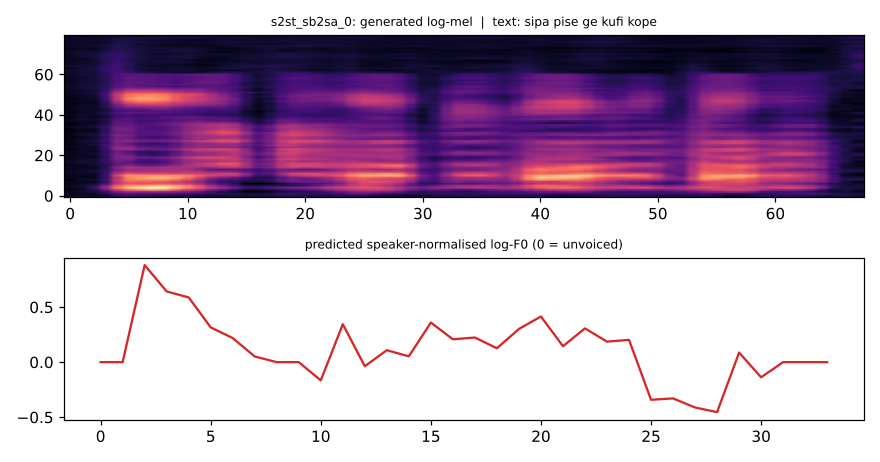 s2st_sb2sa_0: generated log-mel | text: sipa pise ge kufi kope
60
40
20
0
0 10 20 30 40 50 60
predicted speaker-normalised log-F0 (0 = unvoiced)
0.5
0.0
−0.5
0 5 10 15 20 25 30